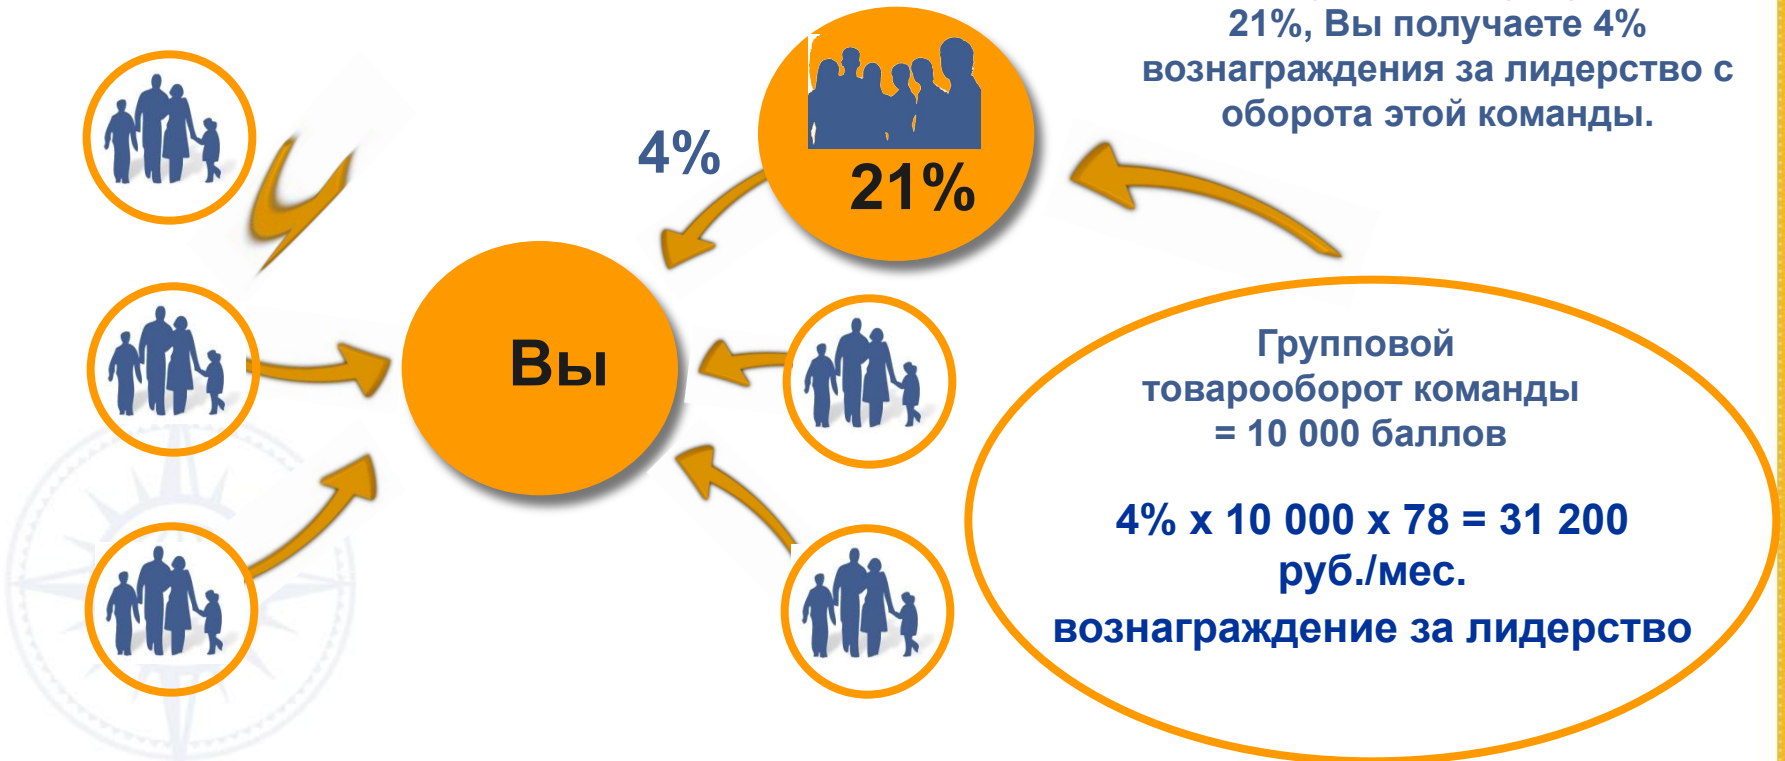 21%, Вы получаете 4%
вознаграждения за лидерство с
оборота этой команды.
4%
21%
Вы
Групповой
товарооборот команды
= 10 000 баллов
4% х 10 000 х 78 = 31 200
руб./мес.
вознаграждение за лидерство